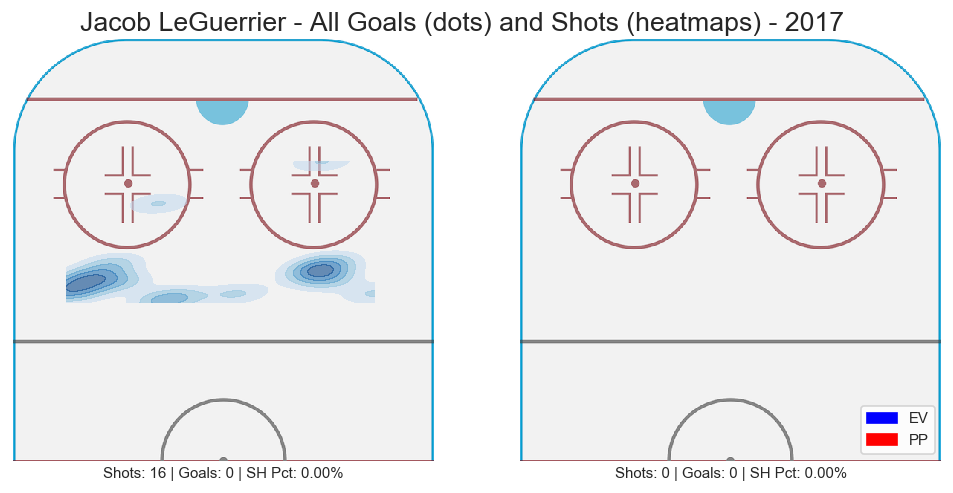 Jacob LeGuerrier - All Goals (dots) and Shots (heatmaps) - 2017
EV
PP
Shots: 16 | Goals: 0 | SH Pct: 0.00%
Shots: 0 | Goals: 0 | SH Pct: 0.00%